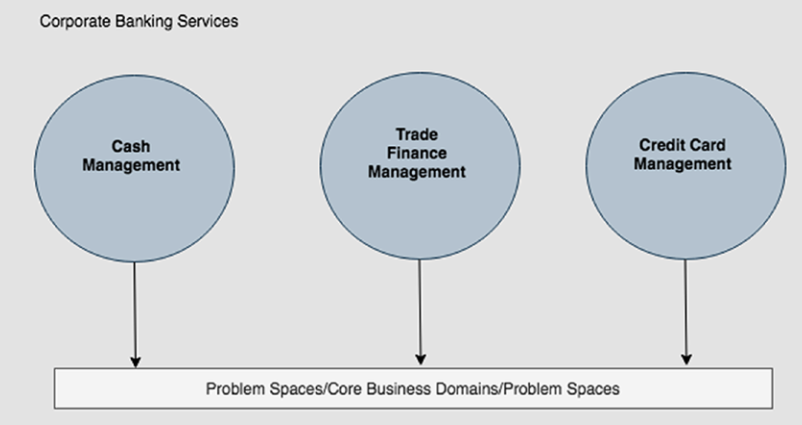 Corporate Banking Services
Cash
Management
Trade
Finance
Management
Credit Card
Management
Problem Spaces/Core Business Domains/Problem Spaces